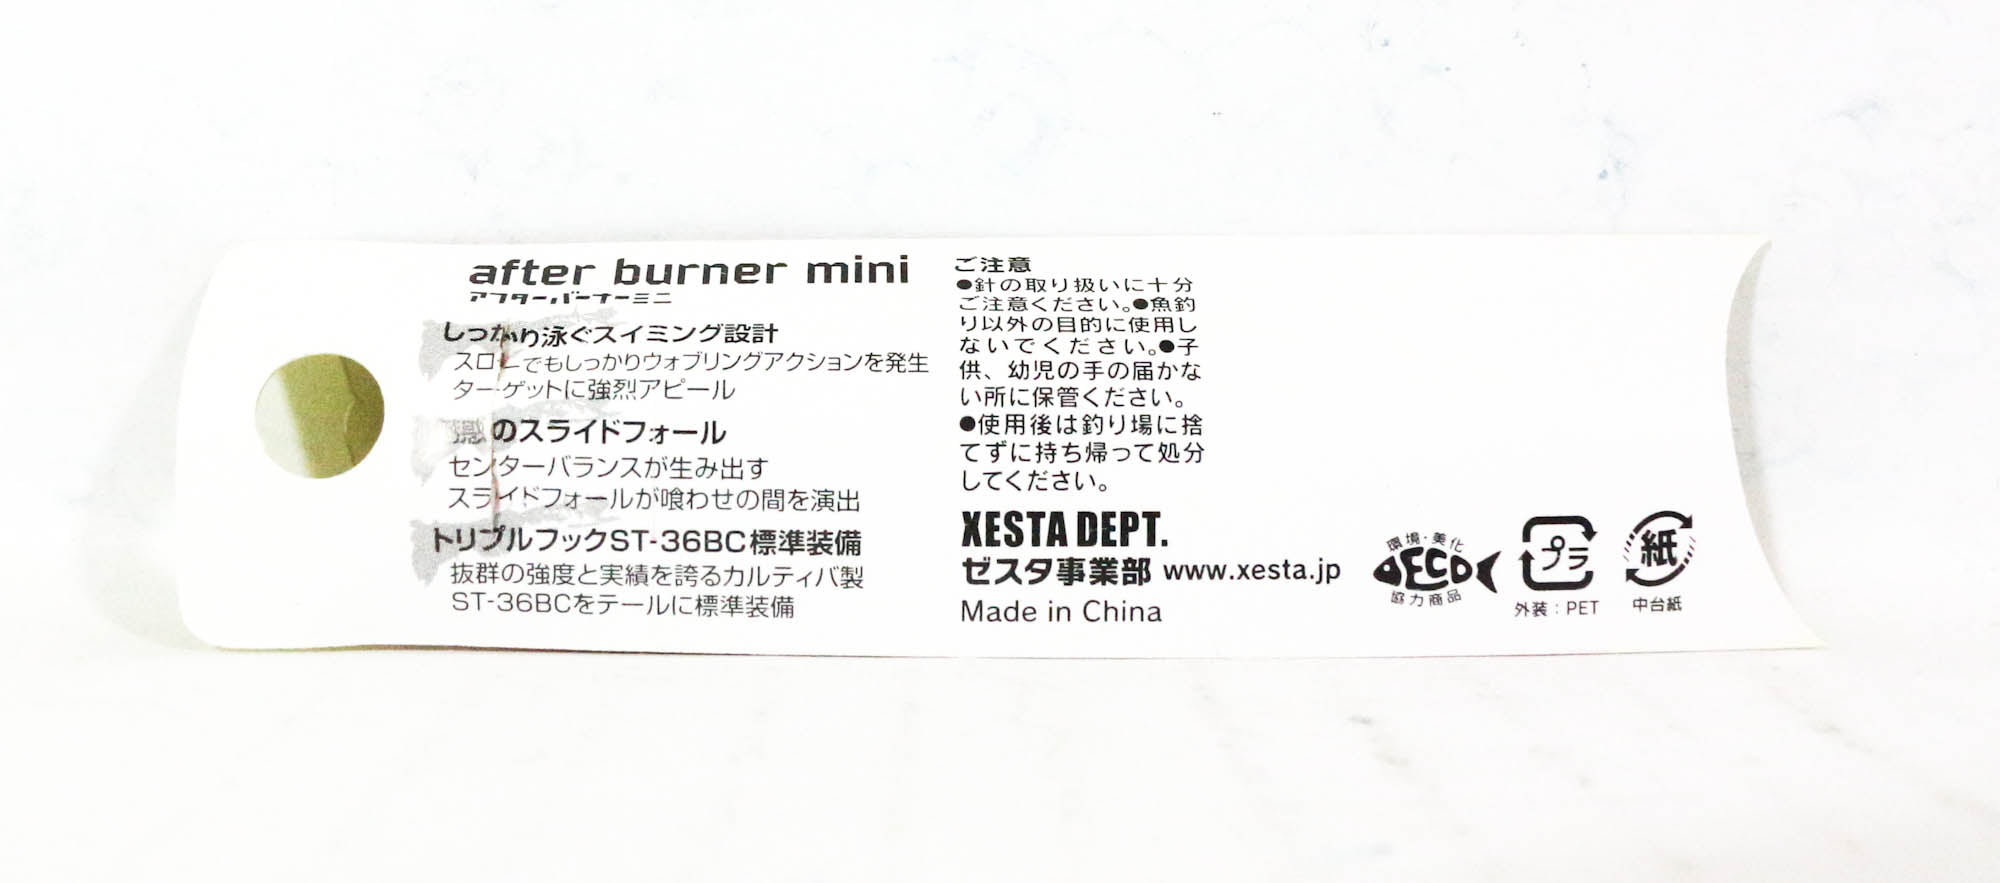 after burner mini
アフターバーナーミニ
しっかり泳ぐスイミング設計
スローでもしっかりウォブリングアクションを発生
ターゲットに強烈アピール
のスライドフォール
センターバランスが生み出す
スライドフォールが喰わせの間を演出
トリプルフックST-36BC標準装備
抜群の強度と実績を誇るカルティバ製
ST-36BCをテールに標準装備
ご注意
●針の取り扱いに十分
ご注意ください。●魚釣
り以外の目的に使用し
ないでください。●子
供、幼児の手の届かな
い所に保管ください。
●使用後は釣り場に捨
てずに持ち帰って処分
してください。
XESTA DEPT.
ゼスタ事業部 www.xesta.jp
Made in China
環境・美化
ECO
協力商品
プラ
外装：PET
紙
中台紙